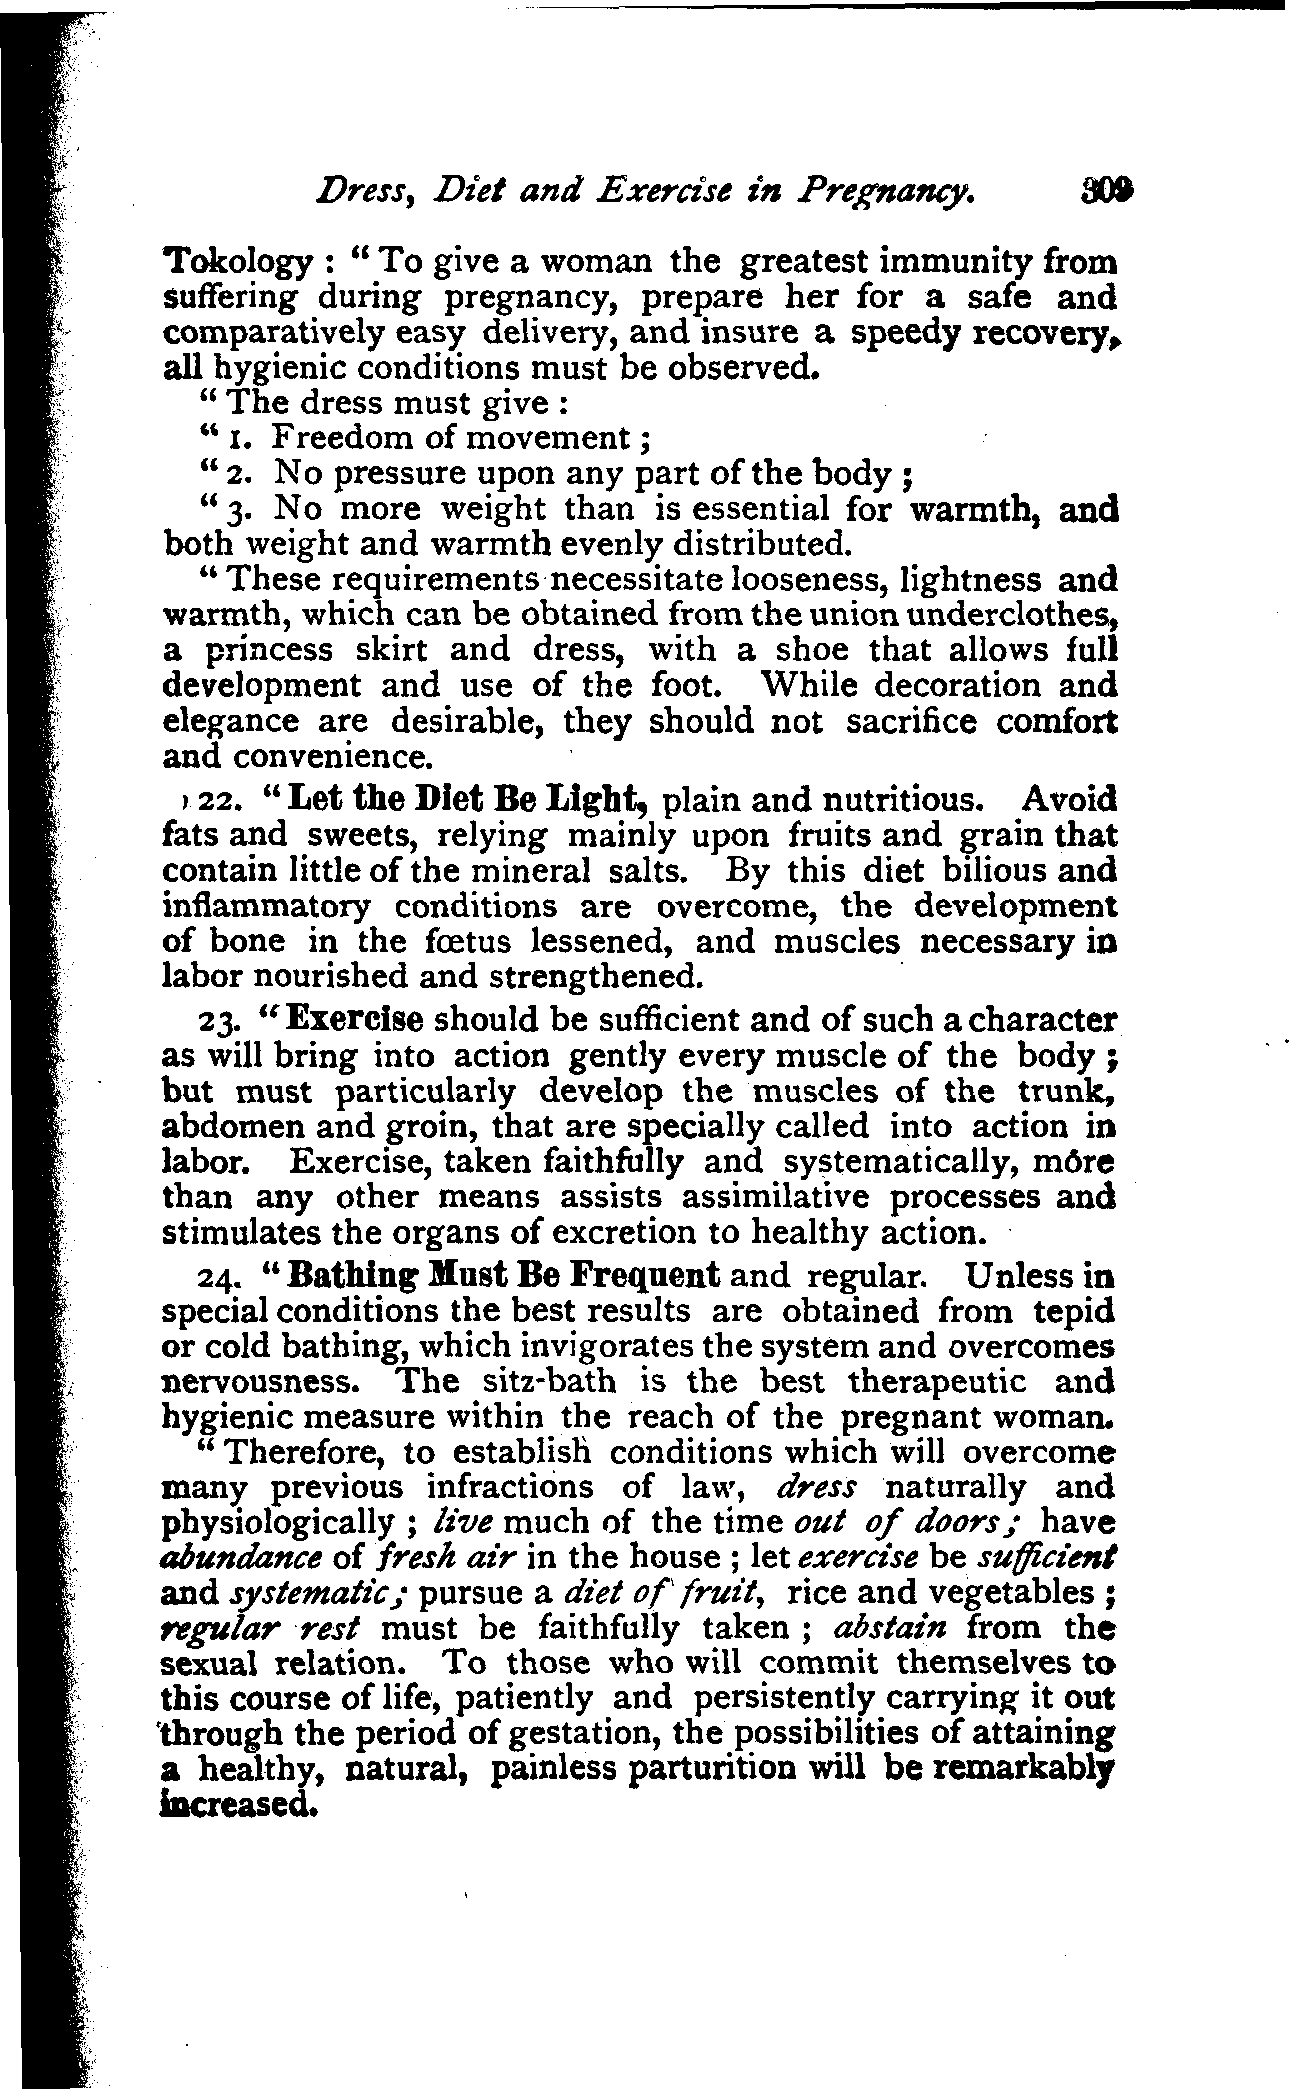 Dress, Diet and Exercise in Pregnancy. 309
Tokology : " To give a woman the greatest immunity from
suffering during pregnancy, prepare her for a safe and
comparatively easy delivery, and insure a speedy recovery,
all hygienic conditions must be observed.
" The dress must give :
" 1. Freedom of movement ;
" 2. No pressure upon any part of the body ;
" 3. No more weight than is essential for warmth, and
both weight and warmth evenly distributed.
" These requirements necessitate looseness, lightness and
warmth, which can be obtained from the union underclothes,
a princess skirt and dress, with a shoe that allows full
development and use of the foot. While decoration and
elegance are desirable, they should not sacrifice comfort
and convenience.
22. " Let the Diet Be Light, plain and nutritious. Avoid
fats and sweets, relying mainly upon fruits and grain that
contain little of the mineral salts. By this diet bilious and
inflammatory conditions are overcome, the development
of bone in the fœtus lessened, and muscles necessary in
labor nourished and strengthened.
23. " Exercise should be sufficient and of such a character
as will bring into action gently every muscle of the body ;
but must particularly develop the muscles of the trunk,
abdomen and groin, that are specially called into action in
labor. Exercise, taken faithfully and systematically, more
than any other means assists assimilative processes and
stimulates the organs of excretion to healthy action.
24. " Bathing Must Be Frequent and regular. Unless in
special conditions the best results are obtained from tepid
or cold bathing, which invigorates the system and overcomes
nervousness. The sitz-bath is the best therapeutic and
hygienic measure within the reach of the pregnant woman.
" Therefore, to establish conditions which will overcome
many previous infractions of law, dress naturally and
physiologically ; live much of the time out of doors ; have
abundance of fresh air in the house ; let exercise be sufficient
and systematic ; pursue a diet of fruit, rice and vegetables ;
regular rest must be faithfully taken ; abstain from the
sexual relation. To those who will commit themselves to
this course of life, patiently and persistently carrying it out
through the period of gestation, the possibilities of attaining
a healthy, natural, painless parturition will be remarkably
increased.